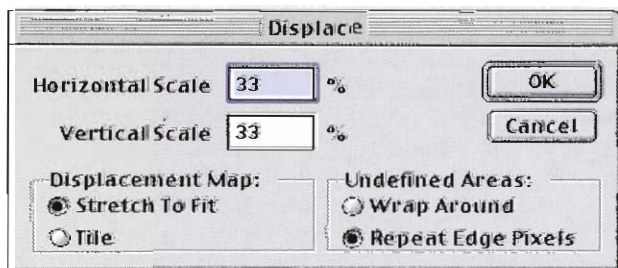 Displace
Horizontal Scale 33 %
OK
Vertical Scale 33 %
Cancel
Displacement Map:
Stretch To Fit
Tile
Undefined Areas:
Wrap Around
Repeat Edge Pixels